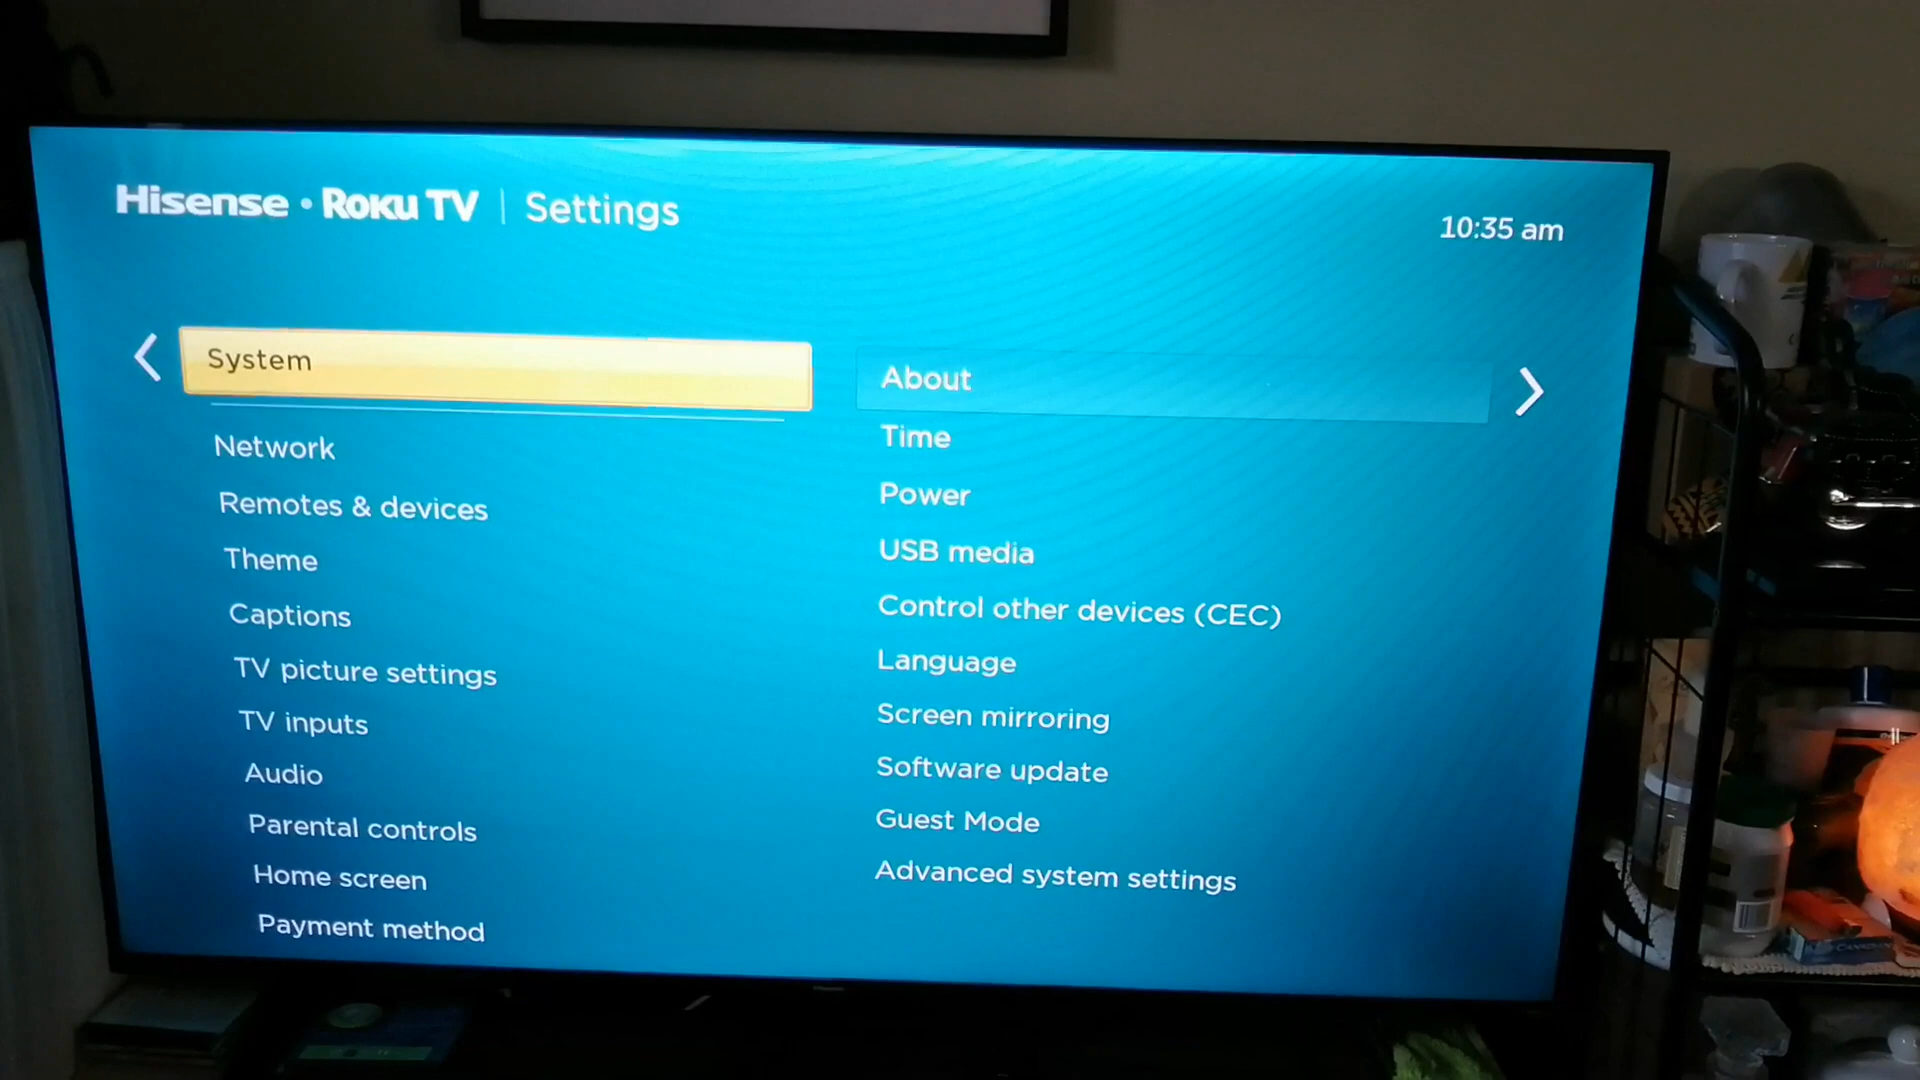 Hisense • Roku TV | Settings
10:35 am
System
Network
Remotes & devices
Theme
Captions
TV picture settings
TV inputs
Audio
Parental controls
Home screen
Payment method
About
Time
Power
USB media
Control other devices (CEC)
Language
Screen mirroring
Software update
Guest Mode
Advanced system settings